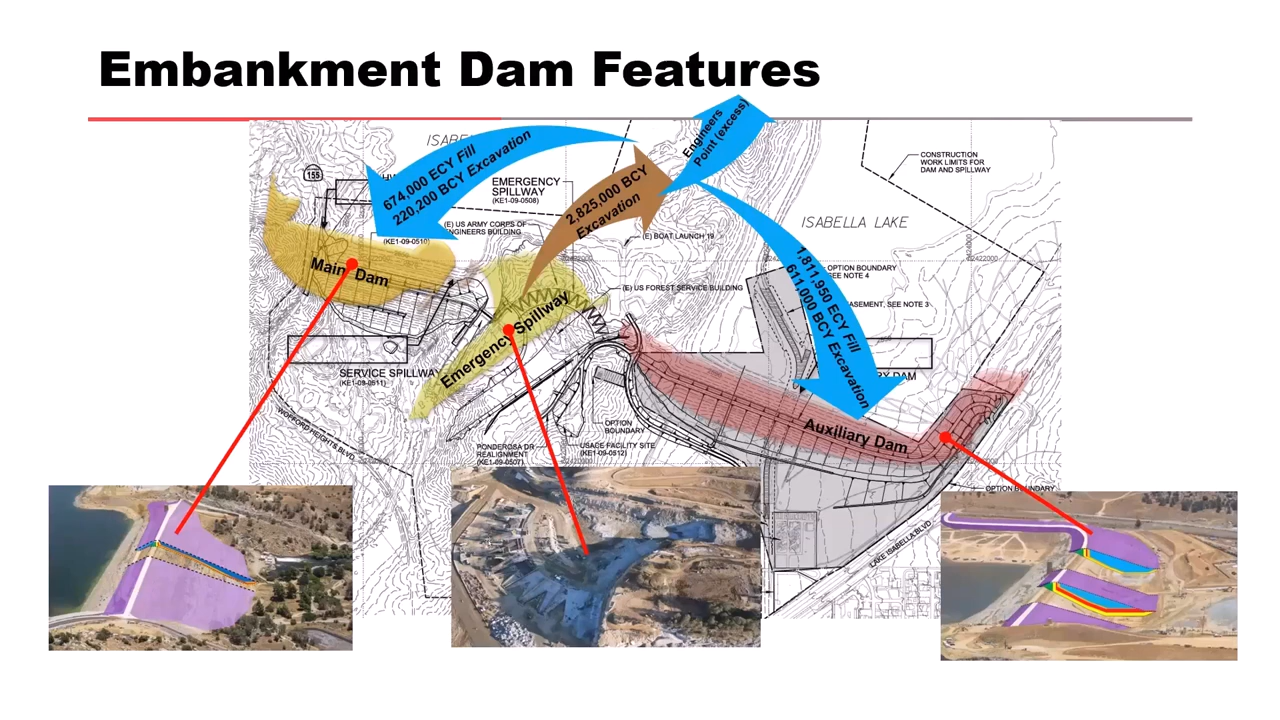 Embankment Dam Features
Engineers
Point (excess)
674,000 ECY Fill
220,200 BCY Excavation
2,825,000 BCY
Excavation
155
EMERGENCY
SPILLWAY
(KE1-09-0508)
CONSTRUCTION
WORK LIMITS FOR
DAM AND SPILLWAY
ISABELLA LAKE
(E) US ARMY CORPS OF
ENGINEERS BUILDING
(KE1-09-0510)
(E) BOAT LAUNCH 19
1,811,950 ECY Fill
611,000 BCY Excavation
OPTION BOUNDARY
SEE NOTE 4
EASEMENT, SEE NOTE 3
Main Dam
(E) US FOREST SERVICE BUILDING
Emergency Spillway
SERVICE SPILLWAY
(KE1-09-0511)
DAM
Auxiliary Dam
WOFFORD HEIGHTS BLVD.
OPTION
BOUNDARY
PONDEROSA DR
REALIGNMENT
(KE1-09-0507)
USACE FACILITY SITE
(KE1-09-0512)
OPTION BOUNDARY
LAKE ISABELLA BLVD